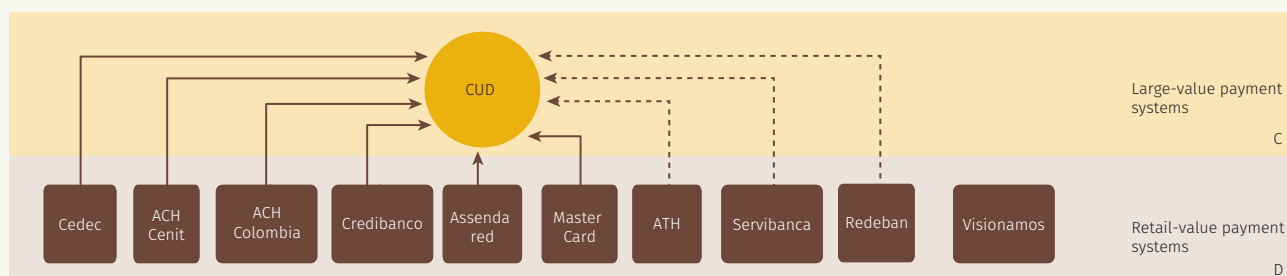 CUD
Large-value payment
systems
C
Cedec
ACH
Cenit
ACH
Colombia
Credibanco
Assenda
red
Master
Card
ATH
Servibanca
Redeban
Visionamos
Retail-value payment
systems
D